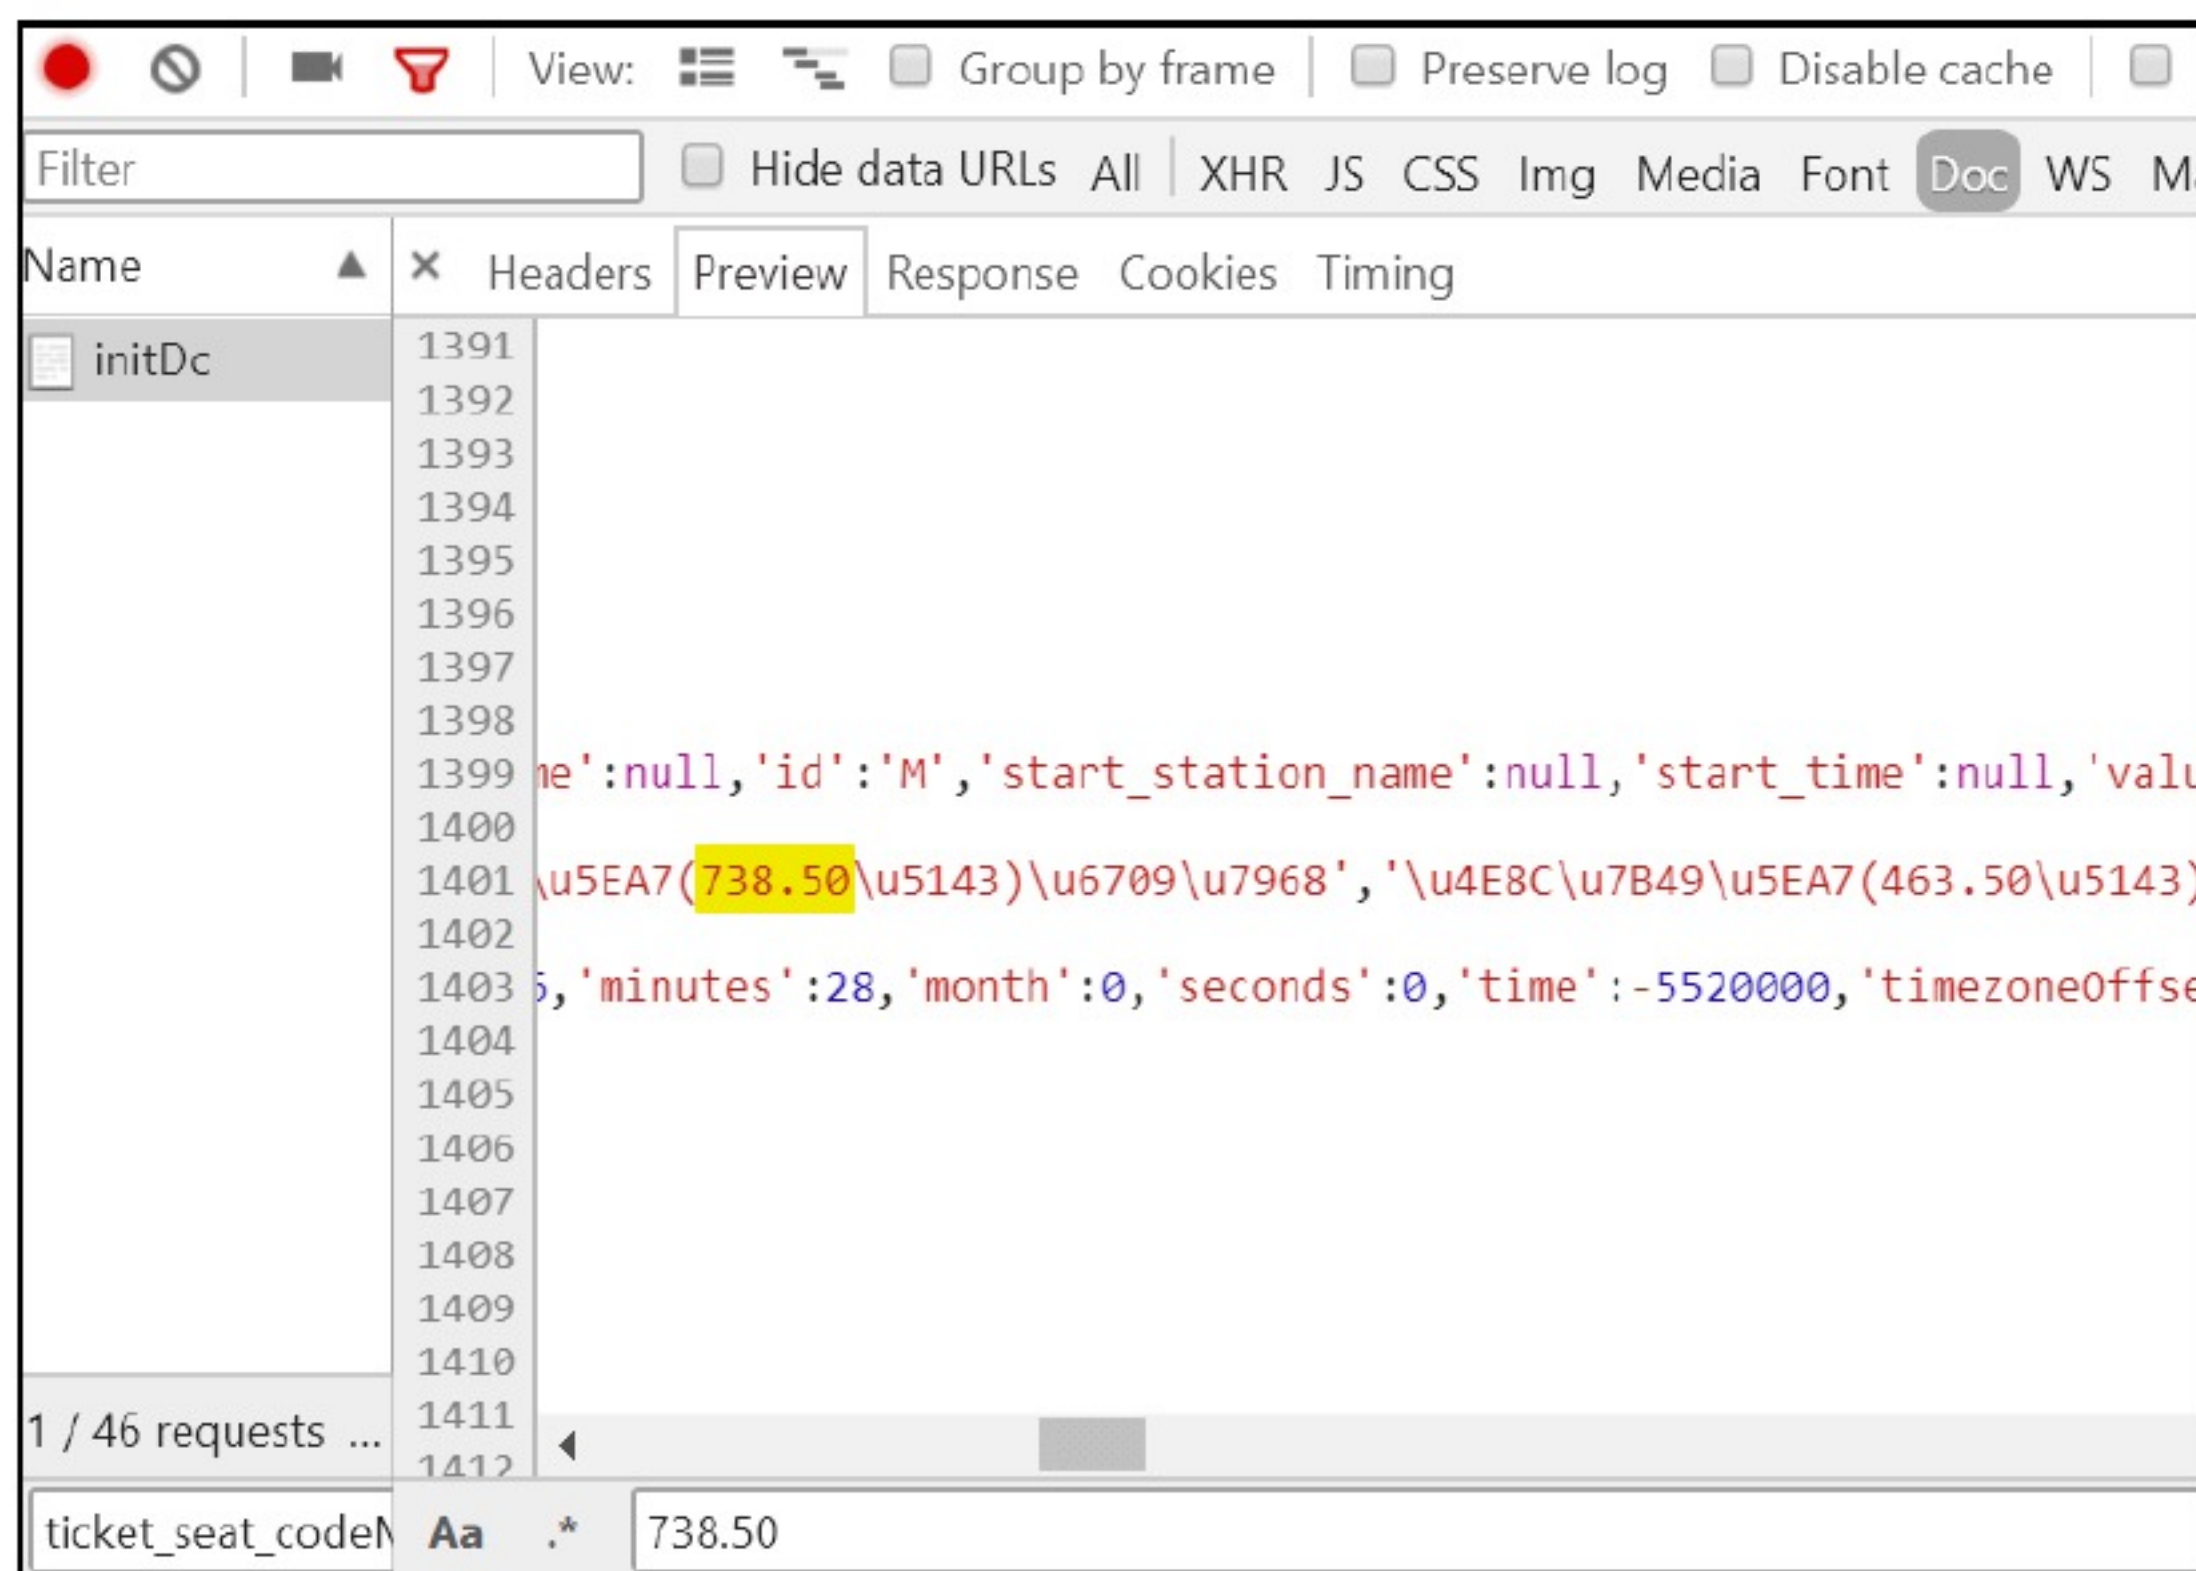 View: Group by frame Preserve log Disable cache
Filter Hide data URLs All XHR JS CSS Img Media Font Doc WS
Name × Headers Preview Response Cookies Timing
initDc
1391
1392
1393
1394
1395
1396
1397
1398
1399 me':null,'id':'M','start_station_name':null,'start_time':null,'valu
1400
1401 \u5EA7(738.50\u5143)\u6709\u7968','\u4E8C\u7B49\u5EA7(463.50\u5143)
1402
1403 ,'minutes':28,'month':0,'seconds':0,'time':-5520000,'timezoneOffse
1404
1405
1406
1407
1408
1409
1410
1411
1412
1 / 46 requests ...
ticket_seat_code Aa .* 738.50